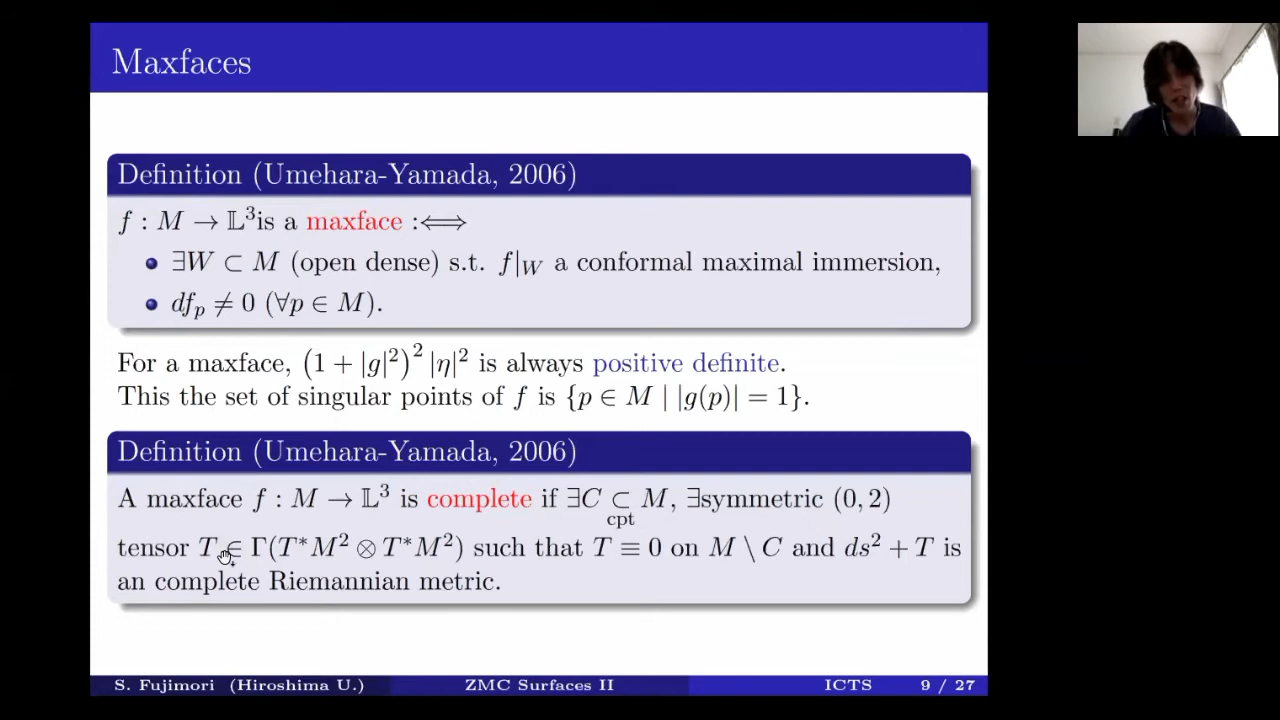 Maxfaces
Definition (Umehara-Yamada, 2006)
f : M → 𝕃³is a maxface :⟺
• ∃W ⊂ M (open dense) s.t. f|_W a conformal maximal immersion,
• df_p ≠ 0 (∀p ∈ M).
For a maxface, (1 + |g|²)² |η|² is always positive definite.
This the set of singular points of f is {p ∈ M | |g(p)| = 1}.
Definition (Umehara-Yamada, 2006)
A maxface f : M → 𝕃³ is complete if ∃C ⊂ M, ∃symmetric (0, 2)
cpt
tensor T ∈ Γ(T*M² ⊗ T*M²) such that T ≡ 0 on M \ C and ds² + T is
an complete Riemannian metric.
S. Fujimori (Hiroshima U.) ZMC Surfaces II ICTS 9 / 27